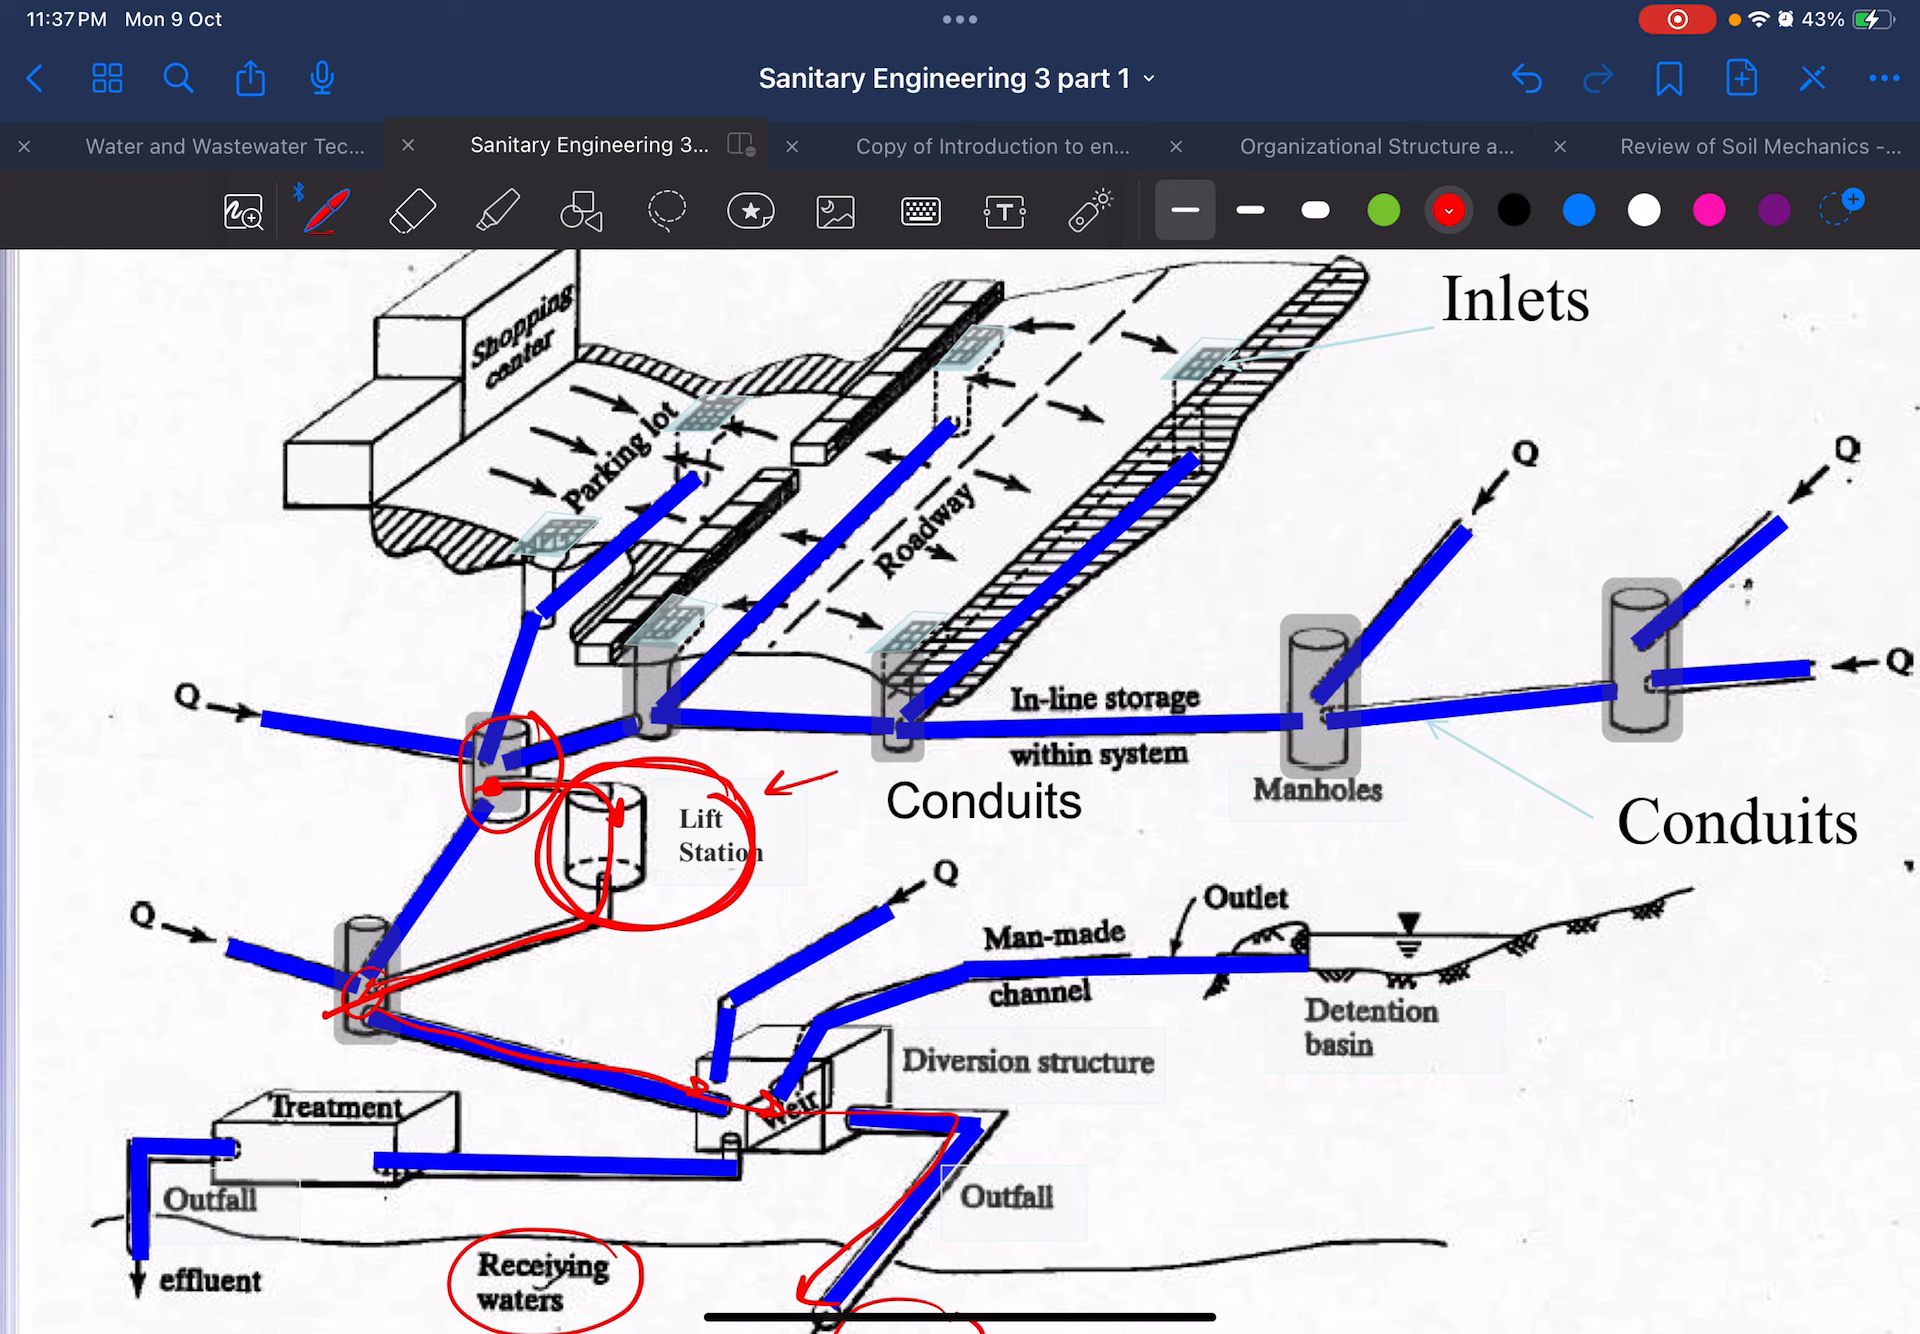 11:37 PM Mon 9 Oct
43%
Sanitary Engineering 3 part 1
Water and Wastewater Tec...
Sanitary Engineering 3...
Copy of Introduction to en...
Organizational Structure a...
Review of Soil Mechanics -...
Shopping
center
Inlets
Parking lot
Roadway
Q
Q
Q
Q
In-line storage
within system
Manholes
Conduits
Conduits
Lift
Station
Q
Q
Outlet
Man-made
channel
Detention
basin
Diversion structure
Weir
Treatment
Outfall
Outfall
Receiving
waters
effluent